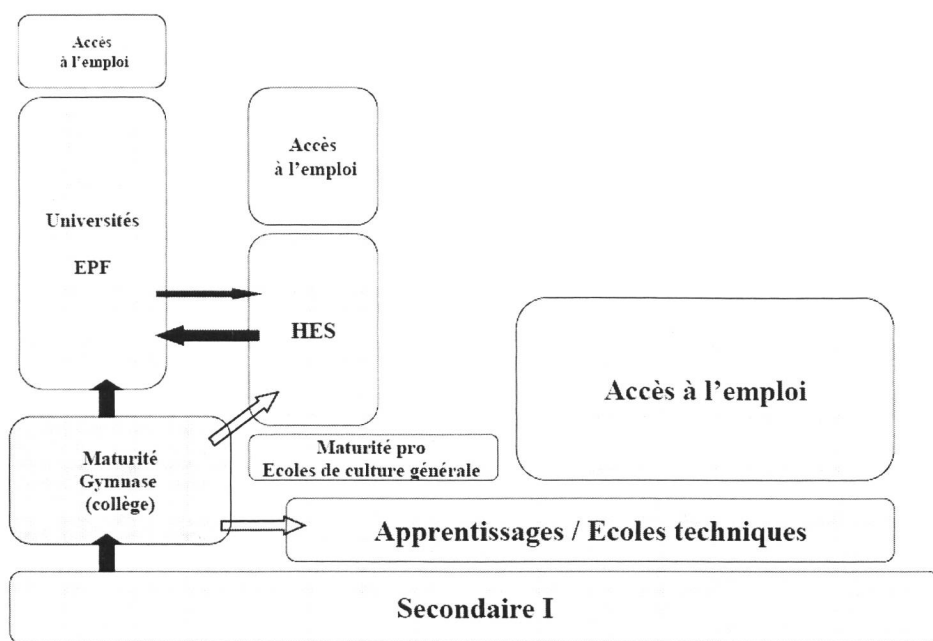 Accès
à l'emploi
Accès
à l'emploi
Universités
EPF
HES
Accès à l'emploi
Maturité
Gymnase
(collège)
Maturité pro
Ecoles de culture générale
Apprentissages / Ecoles techniques
Secondaire I